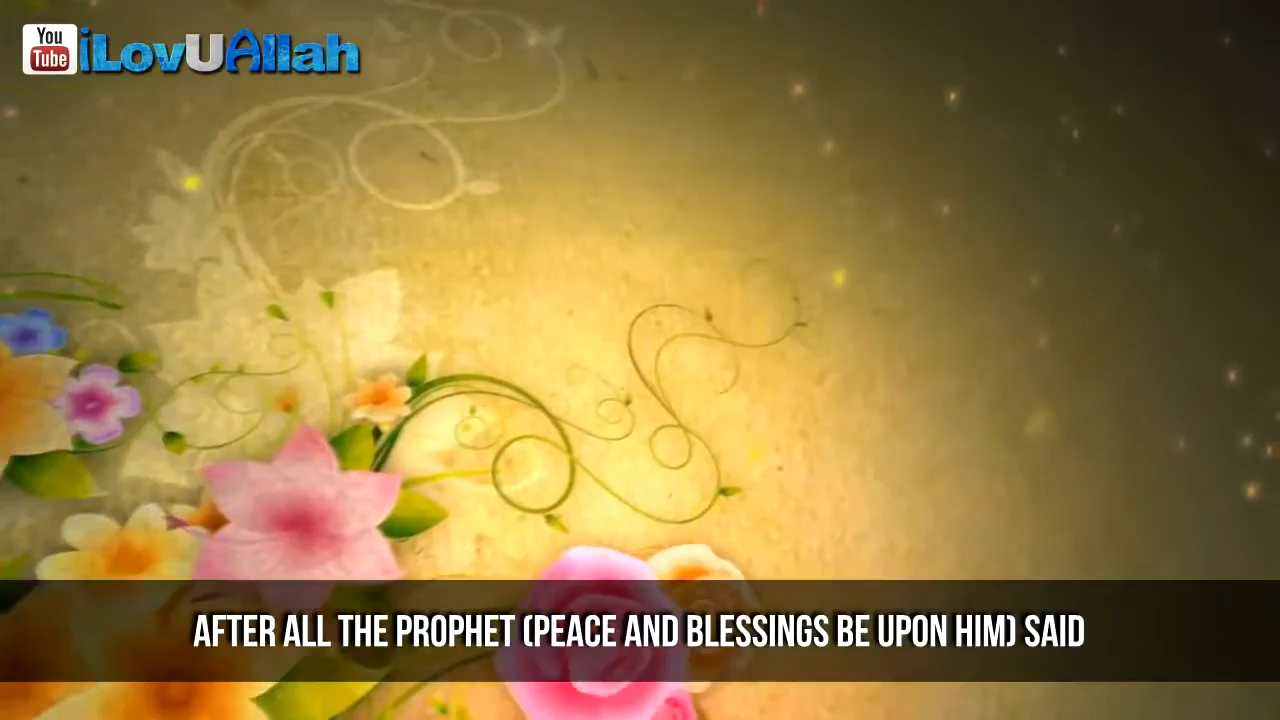 You
Tube iLovUAllah
AFTER ALL THE PROPHET (PEACE AND BLESSINGS BE UPON HIM) SAID